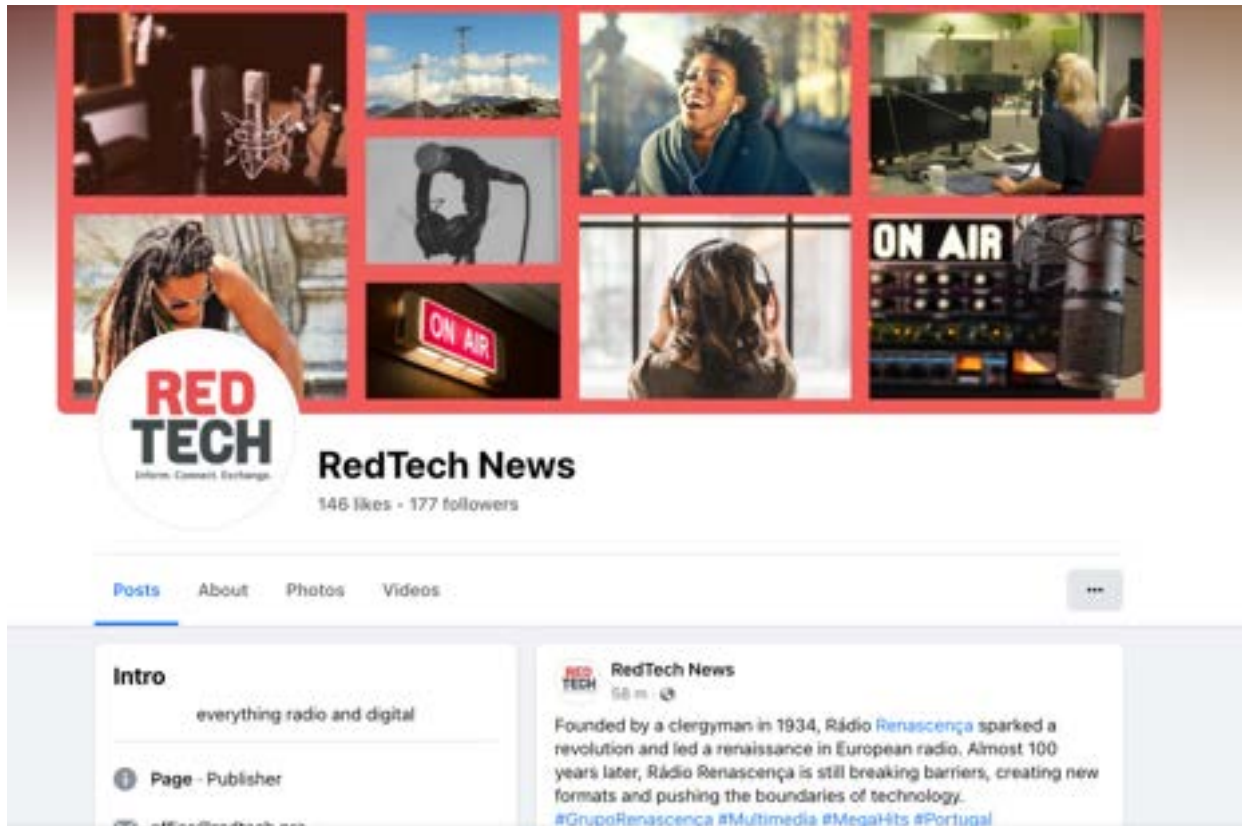 ON AIR
ON AIR
RED
TECH
Inform. Connect. Exchange.
RedTech News
146 likes • 177 followers
Posts About Photos Videos
Intro
everything radio and digital
Page · Publisher
office@redtech.pro
RED
TECH
RedTech News
58 m
Founded by a clergyman in 1934, Rádio Renascença sparked a
revolution and led a renaissance in European radio. Almost 100
years later, Rádio Renascença is still breaking barriers, creating new
formats and pushing the boundaries of technology.
#GrupoRenascença #Multimedia #MegaHits #Portugal